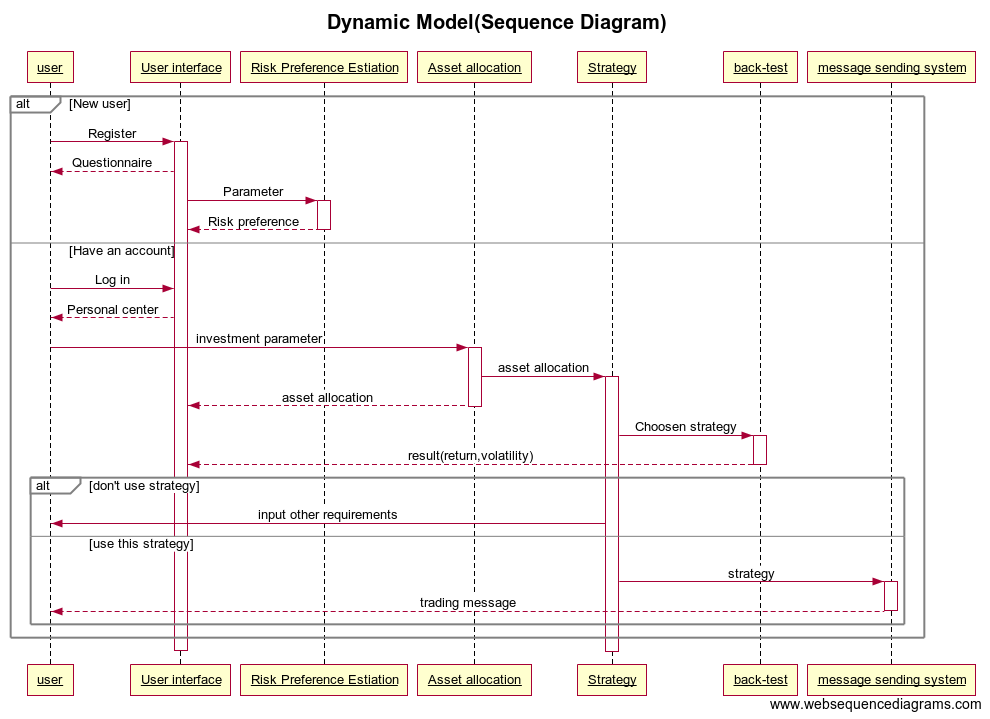 Dynamic Model(Sequence Diagram)
user
User interface
Risk Preference Estiation
Asset allocation
Strategy
back-test
message sending system
alt
[New user]
Register
Questionnaire
Parameter
Risk preference
[Have an account]
Log in
Personal center
investment parameter
asset allocation
asset allocation
Choosen strategy
result(return,volatility)
alt
[don't use strategy]
input other requirements
[use this strategy]
strategy
trading message
user
User interface
Risk Preference Estiation
Asset allocation
Strategy
back-test
message sending system
www.websequencediagrams.com